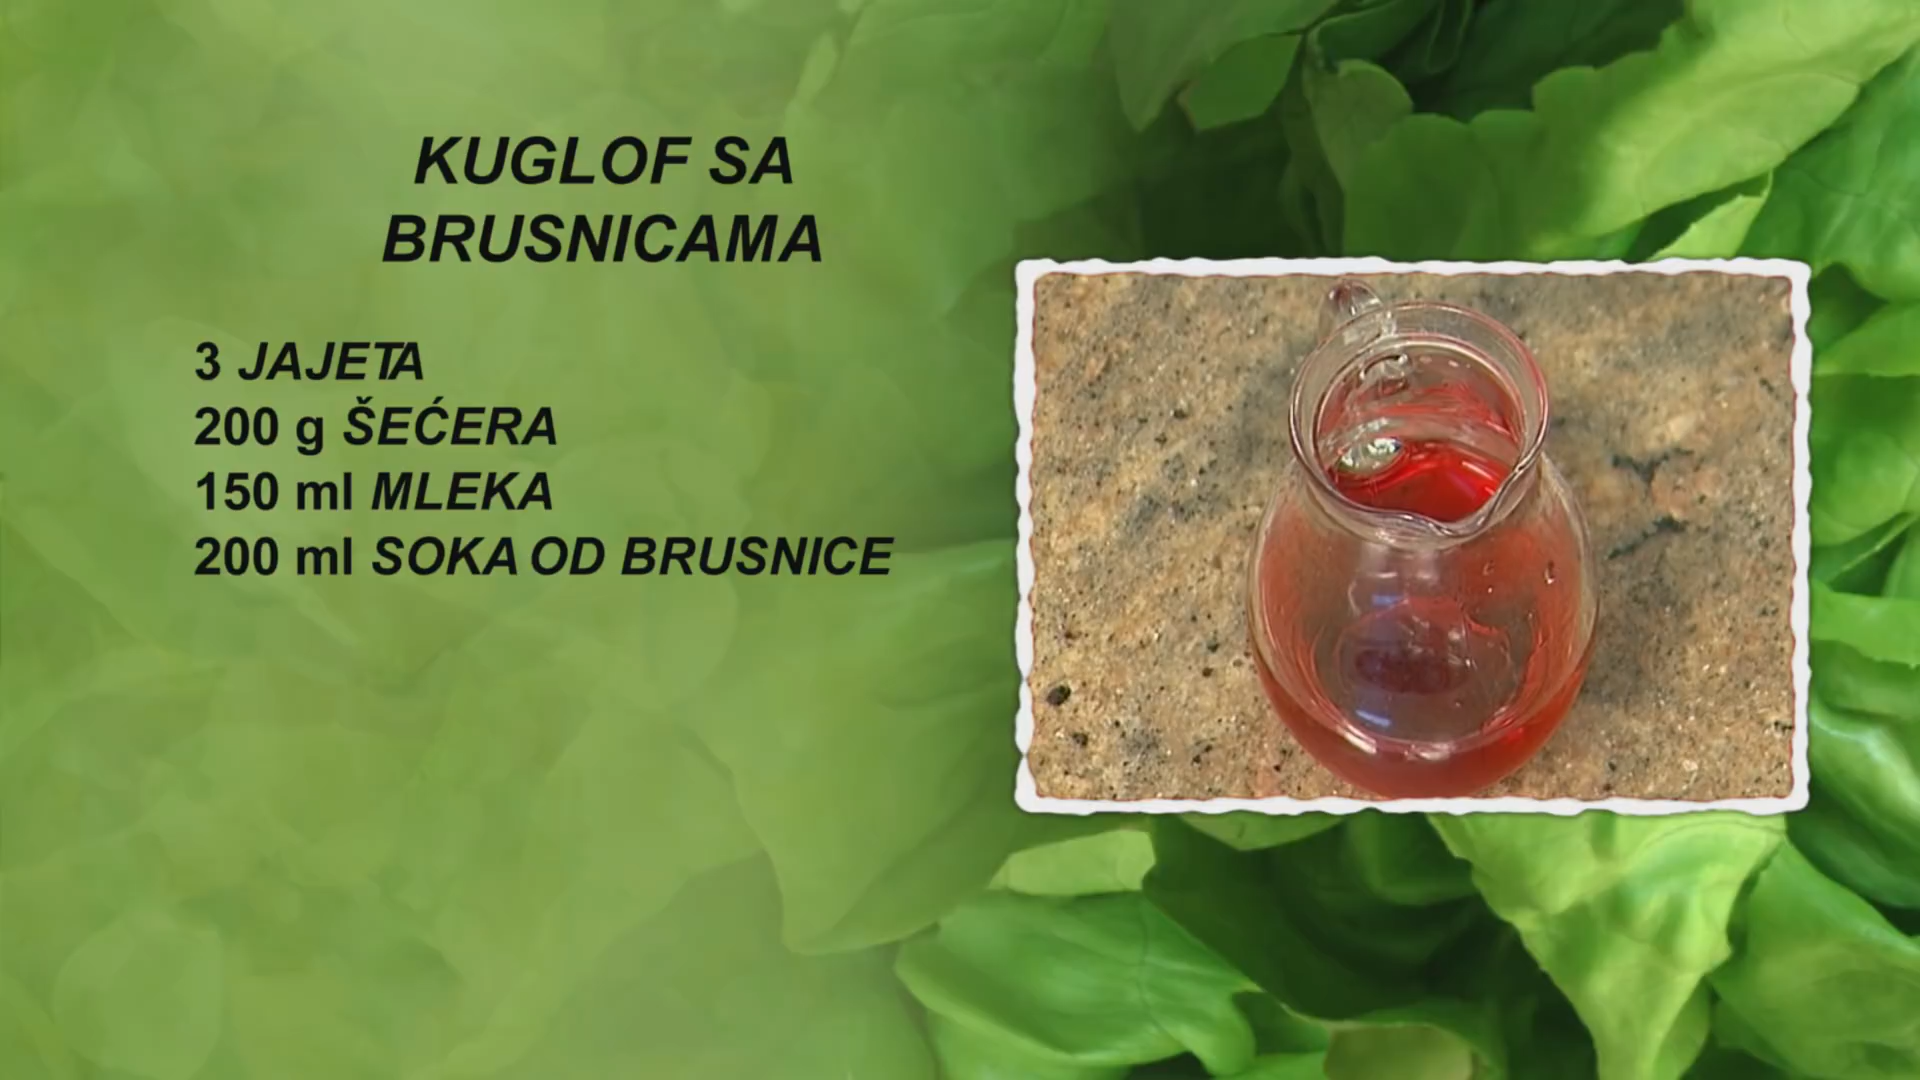 KUGLOF SA
BRUSNICAMA
3 JAJETA
200 g ŠEĆERA
150 ml MLEKA
200 ml SOKA OD BRUSNICE